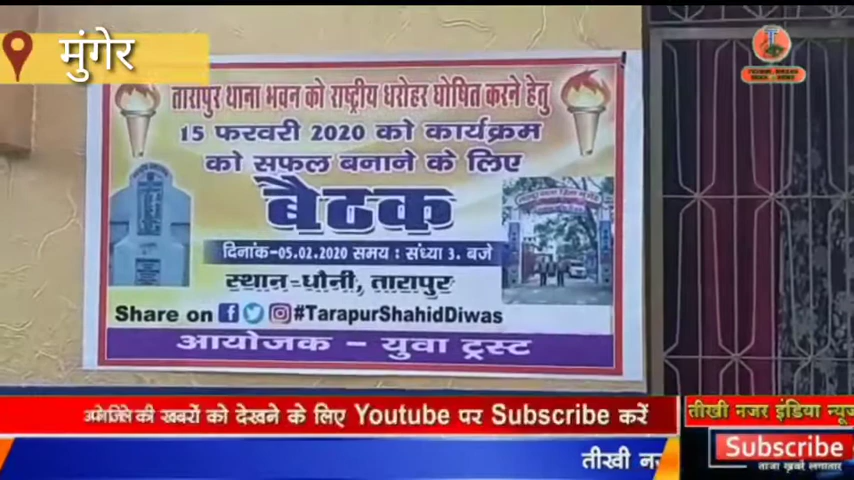 मुंगेर
तारापुर थाना भवन को राष्ट्रीय धरोहर घोषित करने हेतु
15 फरवरी 2020 को कार्यक्रम
को सफल बनाने के लिए
बैठक
दिनांक-05.02.2020 समय : संध्या 3. बजे
स्थान-धौनी, तारापुर
Share on #TarapurShahidDiwas
आयोजक - युवा ट्रस्ट
की खबरों को देखने के लिए Youtube पर Subscribe करें
तीखी नजर इंडिया न्यूज
तीखी नज
Subscribe
ताजा खबरें लगातार